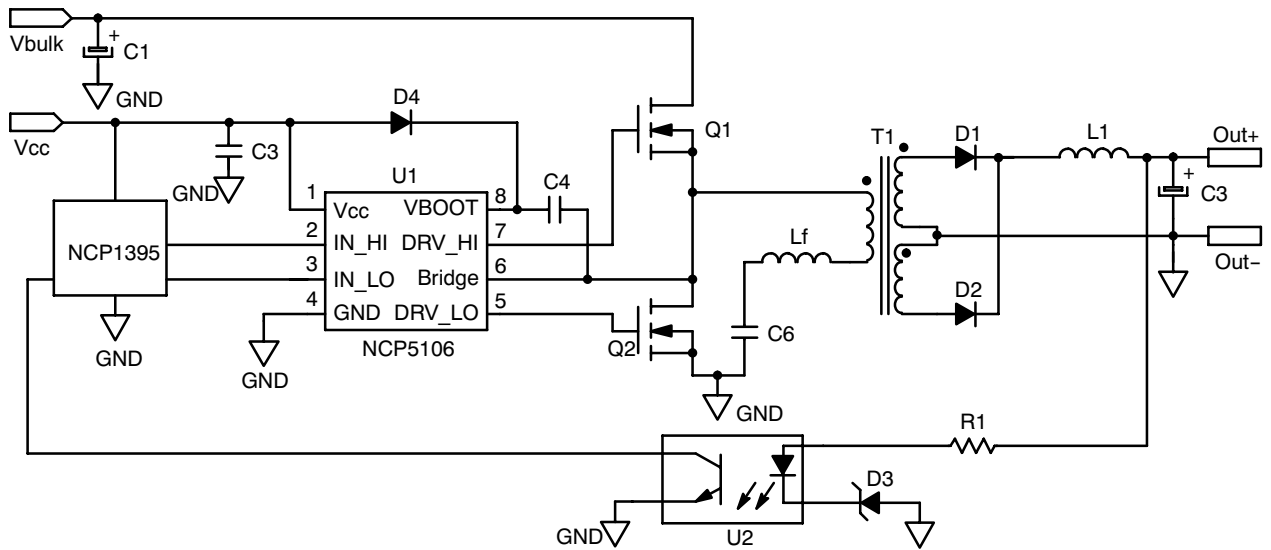 Vbulk
+
C1
GND
Vcc
C3
GND
D4
U1
C4
1 Vcc VBOOT 8
2 IN_HI DRV_HI 7
3 IN_LO Bridge 6
4 GND DRV_LO 5
NCP5106
NCP1395
GND
GND
Q1
Q2
Lf
C6
GND
T1
D1
D2
L1
Out+
+
C3
Out−
R1
D3
U2
GND